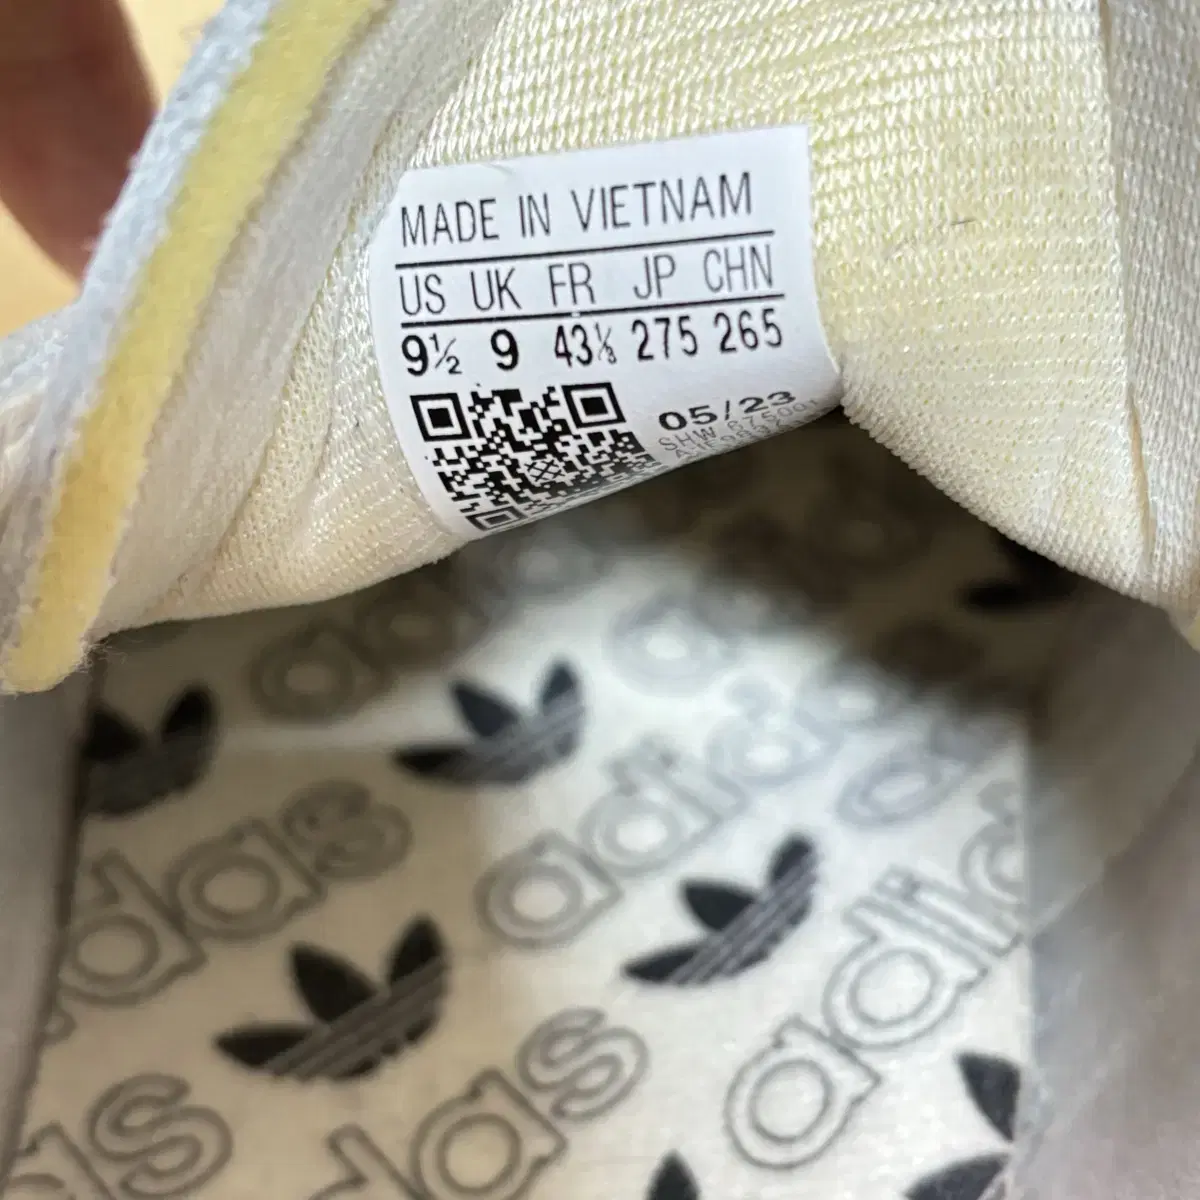 MADE IN VIETNAM
US UK FR JP CHN
9½ 9 43⅓ 275 265
05/23
SHW
adidas
adidas
adidas